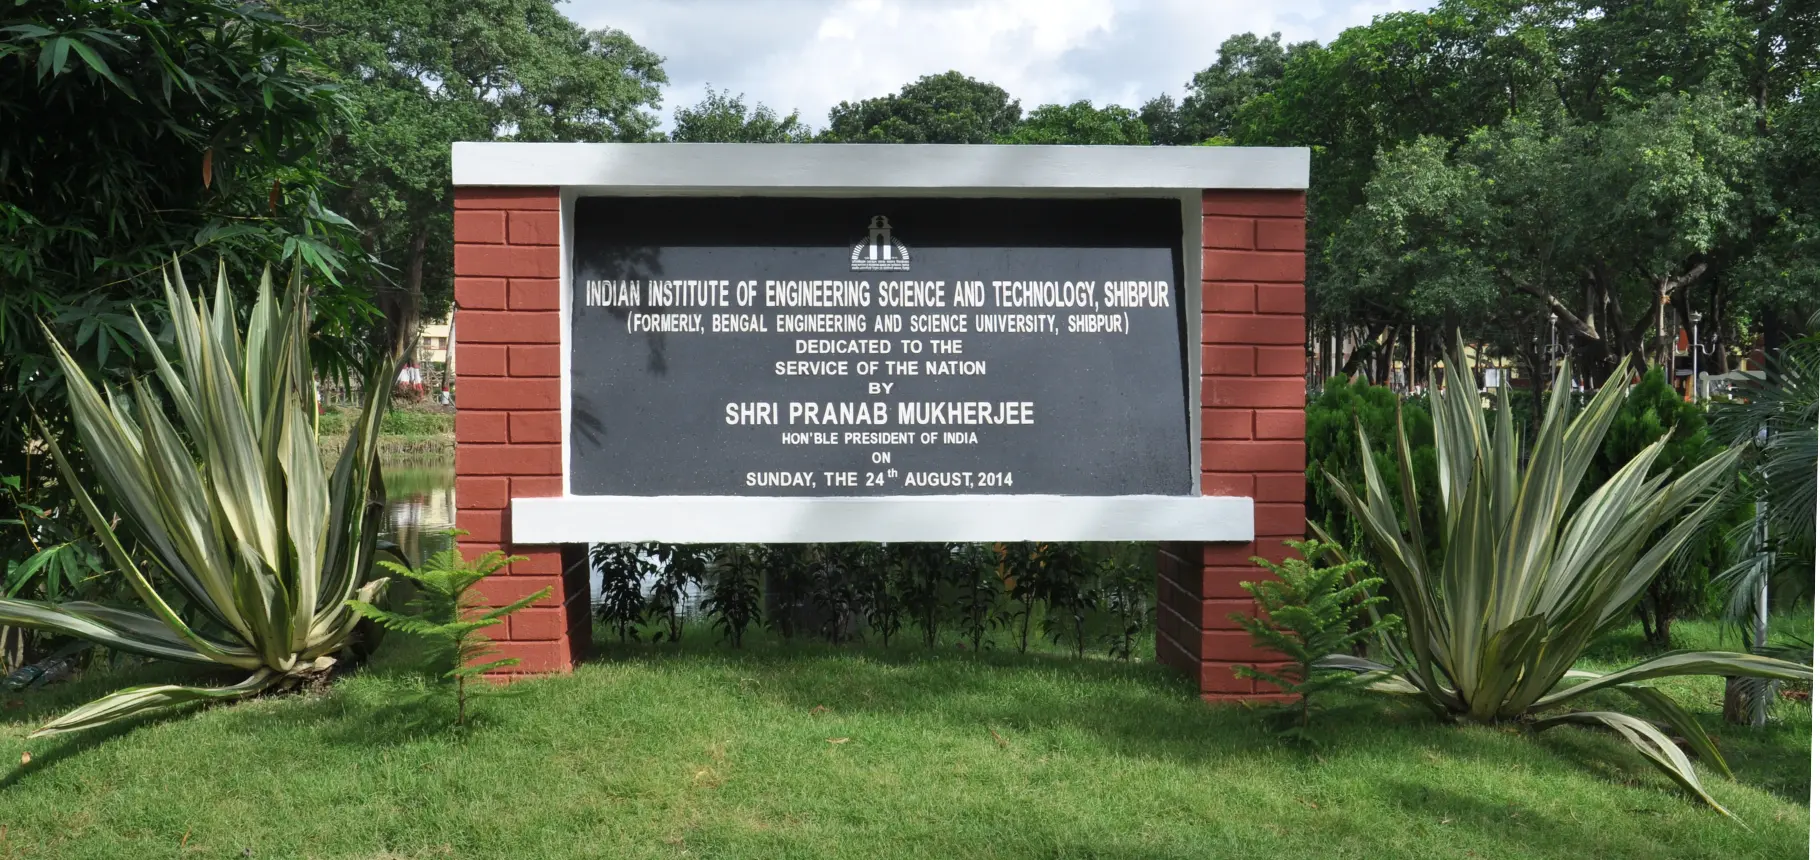 INDIAN INSTITUTE OF ENGINEERING SCIENCE AND TECHNOLOGY, SHIBPUR
(FORMERLY, BENGAL ENGINEERING AND SCIENCE UNIVERSITY, SHIBPUR)
DEDICATED TO THE
SERVICE OF THE NATION
BY
SHRI PRANAB MUKHERJEE
HON'BLE PRESIDENT OF INDIA
ON
SUNDAY, THE 24th AUGUST, 2014